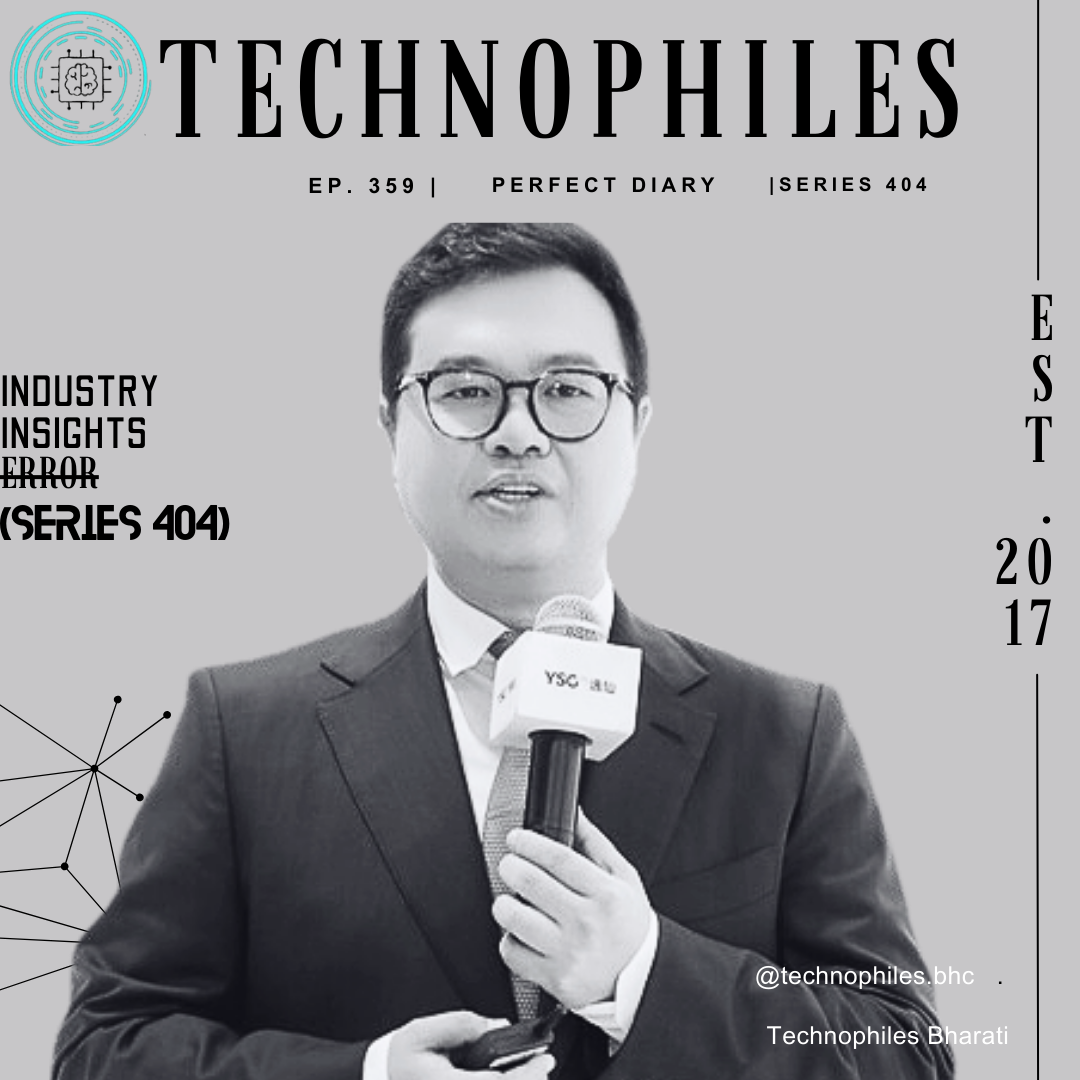 TECHNOPHILES
EP. 359 | PERFECT DIARY |SERIES 404
INDUSTRY
INSIGHTS
ERROR
(SERIES 404)
E
S
T
.
20
17
YSC
@technophiles.bhc .
Technophiles Bharati